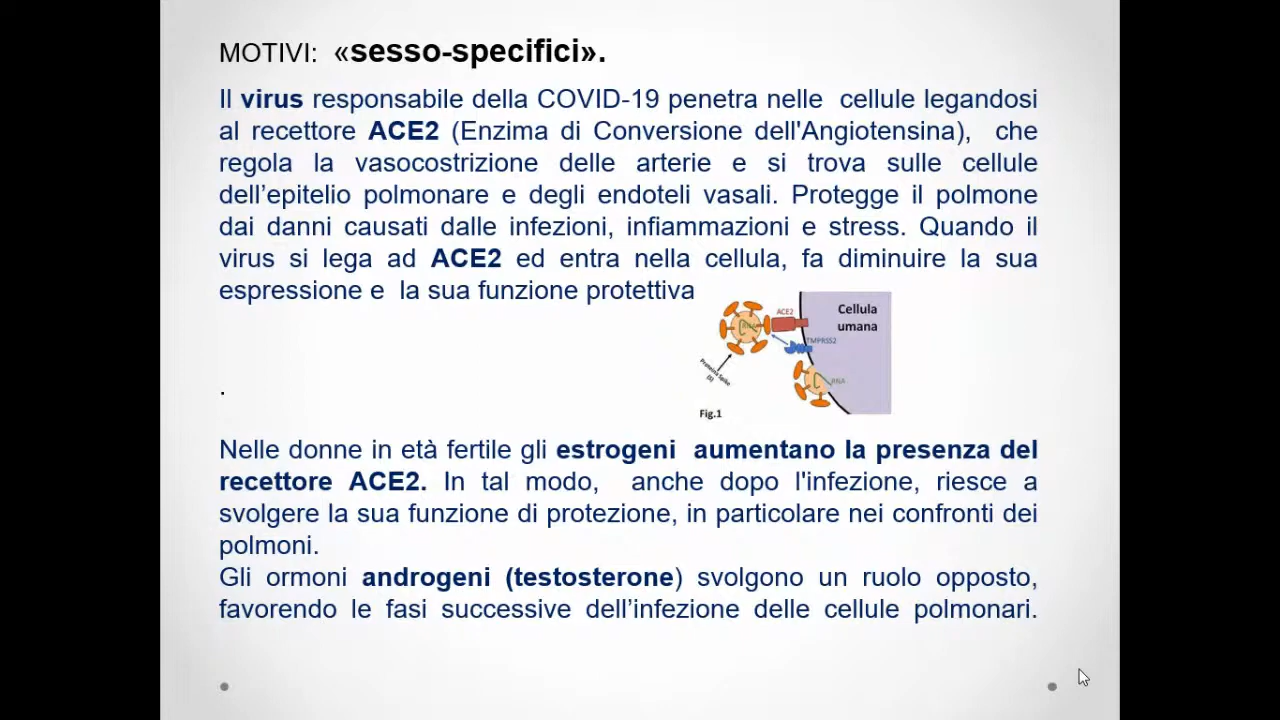 MOTIVI: «sesso-specifici».
Il virus responsabile della COVID-19 penetra nelle cellule legandosi
al recettore ACE2 (Enzima di Conversione dell'Angiotensina), che
regola la vasocostrizione delle arterie e si trova sulle cellule
dell’epitelio polmonare e degli endoteli vasali. Protegge il polmone
dai danni causati dalle infezioni, infiammazioni e stress. Quando il
virus si lega ad ACE2 ed entra nella cellula, fa diminuire la sua
espressione e la sua funzione protettiva
Cellula
umana
ACE2
RNA
TMPRSS2
Proteina Spike
(S)
RNA
Fig.1
.
Nelle donne in età fertile gli estrogeni aumentano la presenza del
recettore ACE2. In tal modo, anche dopo l'infezione, riesce a
svolgere la sua funzione di protezione, in particolare nei confronti dei
polmoni.
Gli ormoni androgeni (testosterone) svolgono un ruolo opposto,
favorendo le fasi successive dell’infezione delle cellule polmonari.